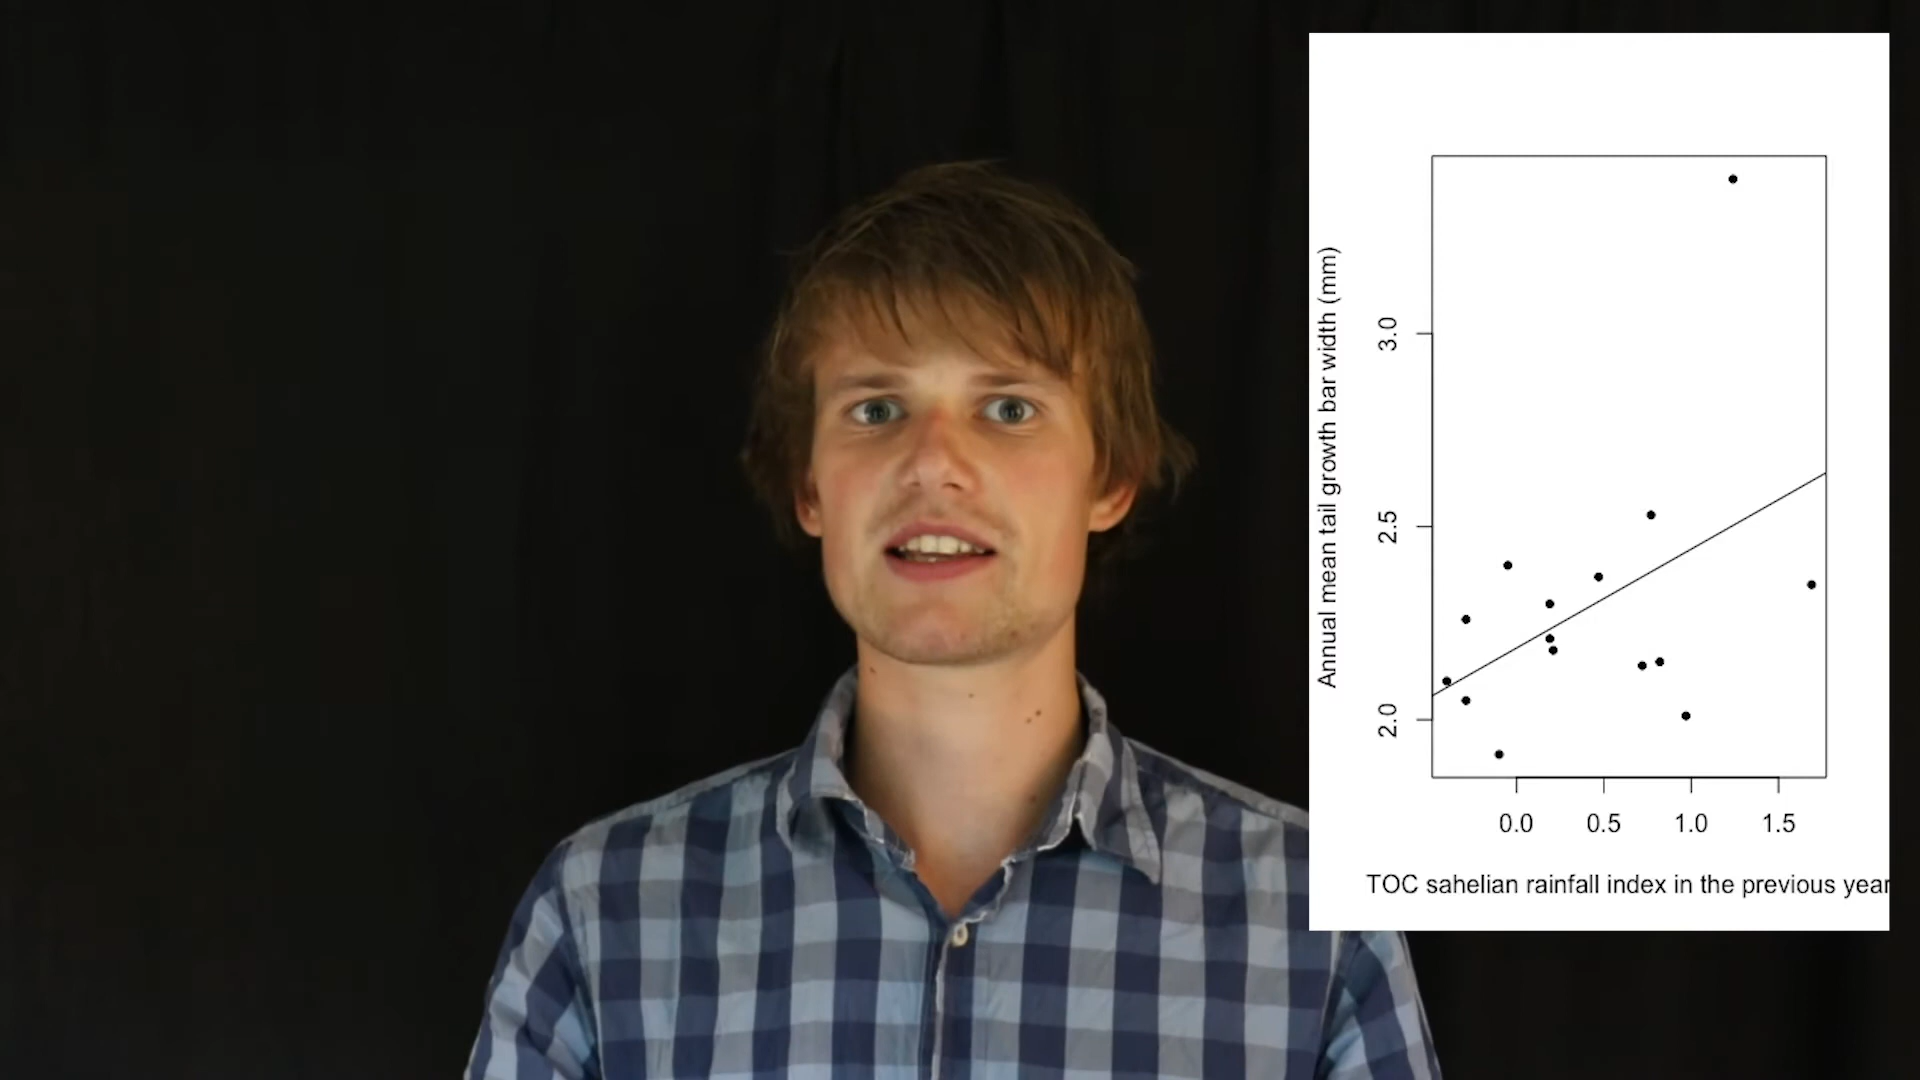 Annual mean tail growth bar width (mm)
3.0
2.5
2.0
0.0 0.5 1.0 1.5
TOC sahelian rainfall index in the previous year